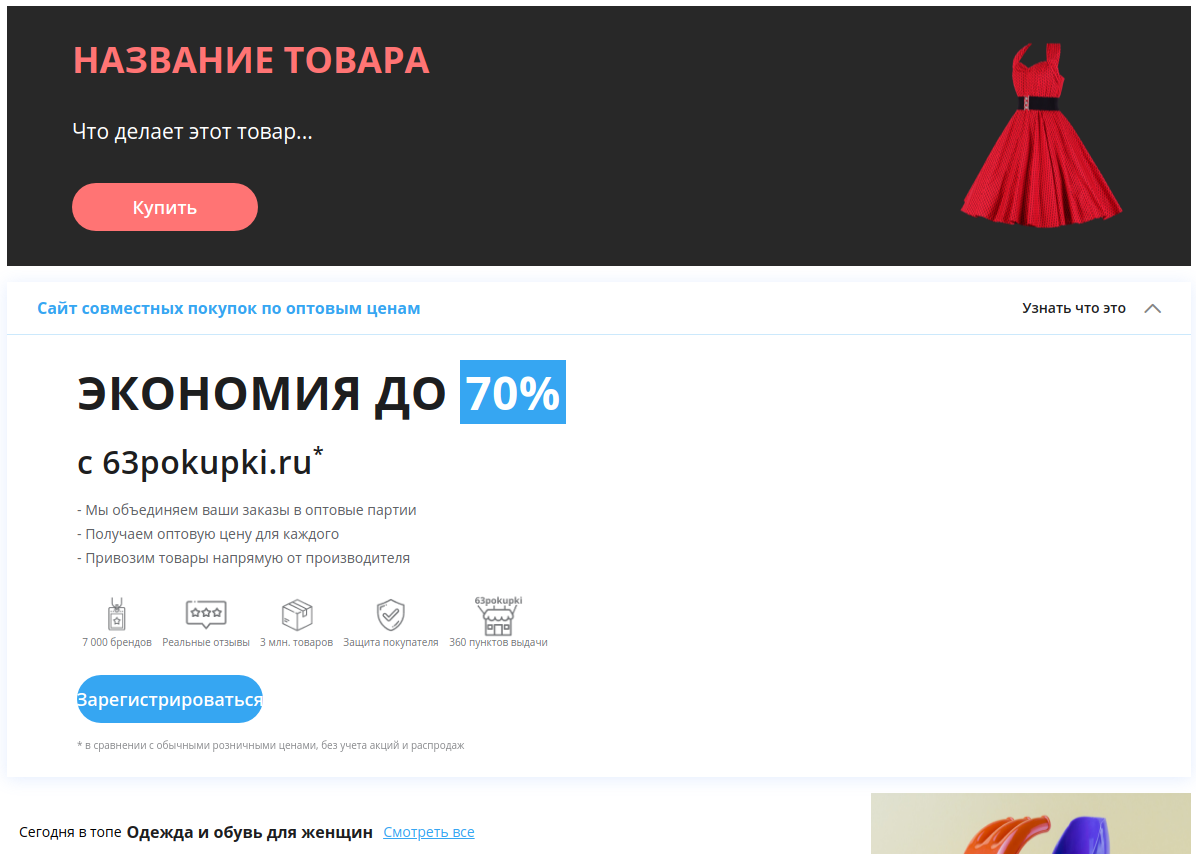 НАЗВАНИЕ ТОВАРА
Что делает этот товар...
Купить
Сайт совместных покупок по оптовым ценам
Узнать что это
ЭКОНОМИЯ ДО 70%
с 63pokupki.ru*
- Мы объединяем ваши заказы в оптовые партии
- Получаем оптовую цену для каждого
- Привозим товары напрямую от производителя
63pokupki
7 000 брендов Реальные отзывы 3 млн. товаров Защита покупателя 360 пунктов выдачи
Зарегистрироваться
* в сравнении с обычными розничными ценами, без учета акций и распродаж
Сегодня в топе Одежда и обувь для женщин Смотреть все